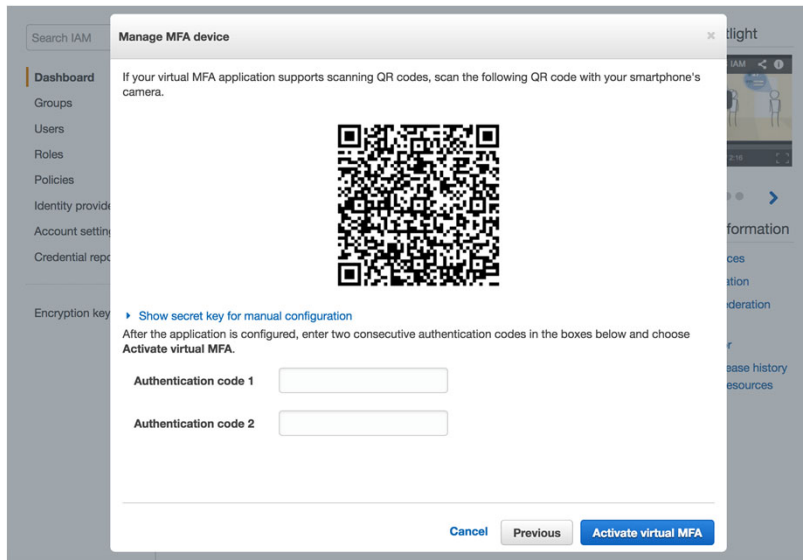 Search IAM
Dashboard
Groups
Users
Roles
Policies
Identity provide
Account setting
Credential repo
Encryption key
Manage MFA device
×
If your virtual MFA application supports scanning QR codes, scan the following QR code with your smartphone's
camera.
Show secret key for manual configuration
After the application is configured, enter two consecutive authentication codes in the boxes below and choose
Activate virtual MFA.
Authentication code 1
Authentication code 2
Cancel
Previous
Activate virtual MFA
tlight
IAM
2:16
formation
ces
ation
deration
r
ease history
esources